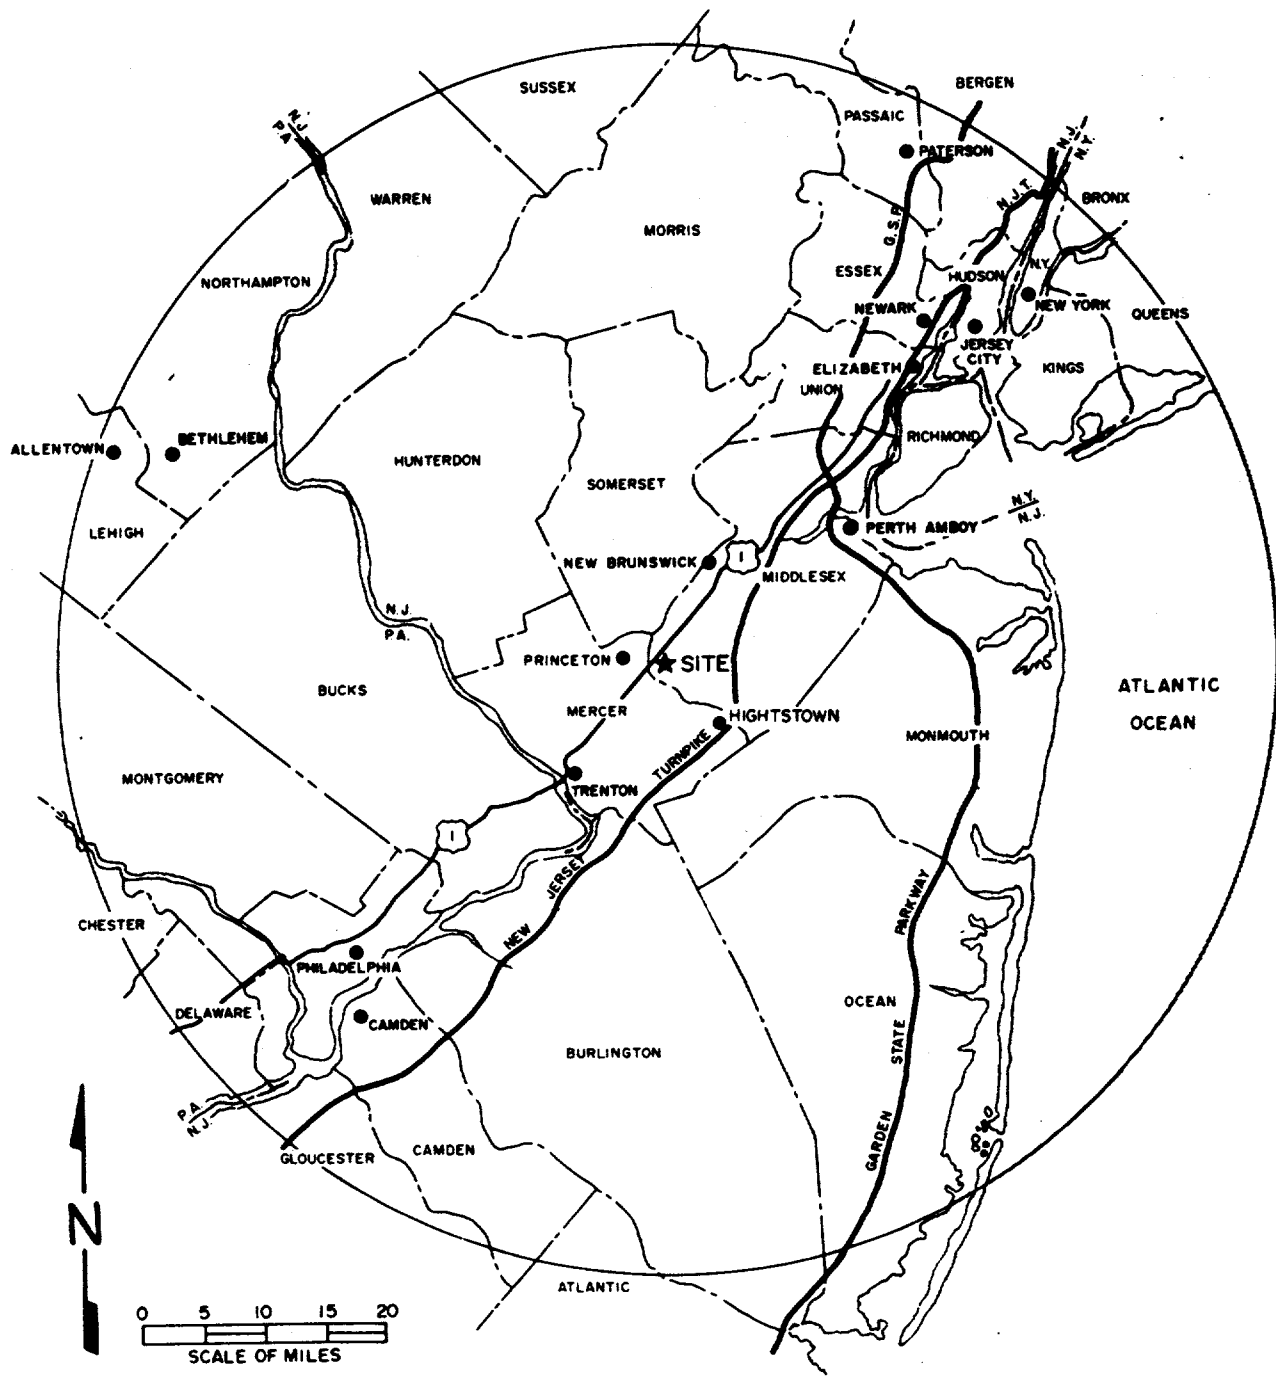 BERGEN
SUSSEX
PASSAIC
N.J.
P.A.
N.J.
N.Y.
PATERSON
WARREN
N.J.T.
BRONX
MORRIS
G.S.P.
ESSEX
HUDSON
N.Y.
NORTHAMPTON
NEWARK
NEW YORK
QUEENS
JERSEY
CITY
ELIZABETH
UNION
KINGS
BETHLEHEM
ALLENTOWN
RICHMOND
HUNTERDON
SOMERSET
N.Y.
N.J.
PERTH AMBOY
LEHIGH
NEW BRUNSWICK
1
MIDDLESEX
N.J.
P.A.
PRINCETON
SITE
BUCKS
ATLANTIC
OCEAN
MERCER
HIGHTSTOWN
MONMOUTH
TURNPIKE
MONTGOMERY
TRENTON
1
JERSEY
NEW
PARKWAY
CHESTER
PHILADELPHIA
DELAWARE
OCEAN
CAMDEN
STATE
BURLINGTON
P.A.
N.J.
GARDEN
GLOUCESTER
CAMDEN
N
ATLANTIC
0 5 10 15 20
SCALE OF MILES